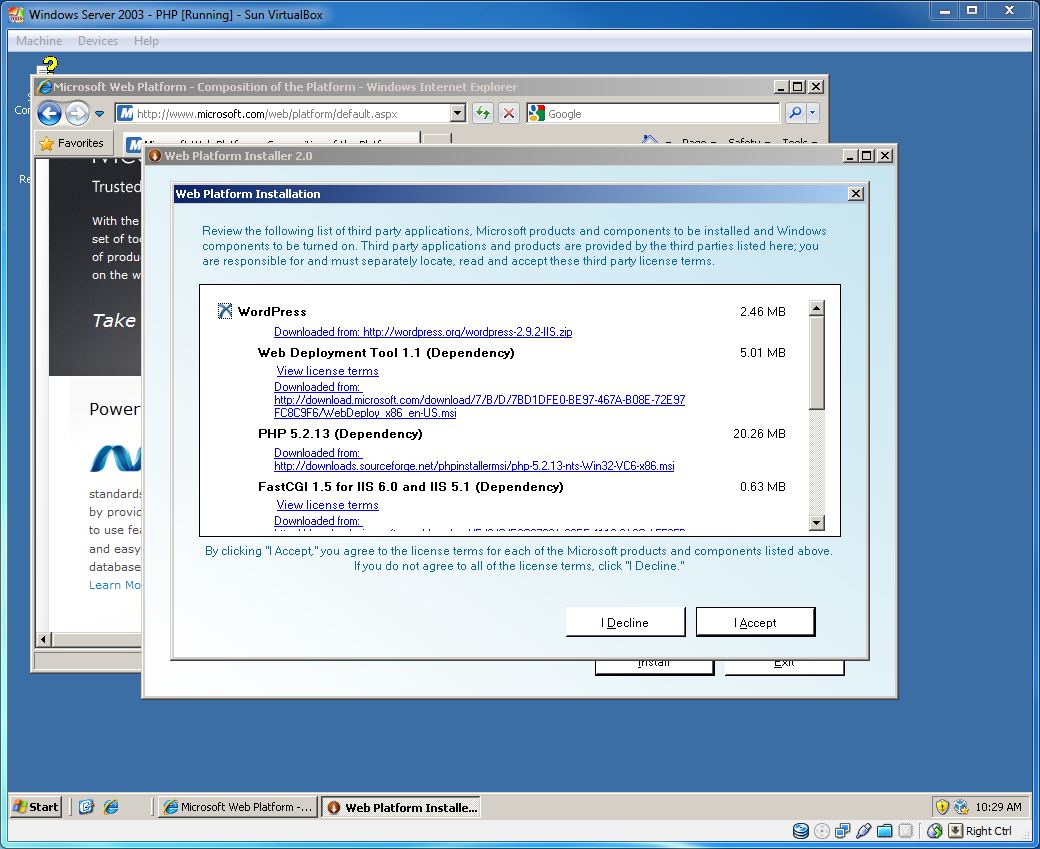 Windows Server 2003 - PHP [Running] - Sun VirtualBox
Machine Devices Help
Microsoft Web Platform - Composition of the Platform - Windows Internet Explorer
http://www.microsoft.com/web/platform/default.aspx
Google
Favorites
Page Safety Tools
Web Platform Installer 2.0
Trusted
With the
set of
of
on the
Take
Power
standards
by
to use
and easy
database
Learn
Web Platform Installation
Review the following list of third party applications, Microsoft products and components to be installed and Windows
components to be turned on. Third party applications and products are provided by the third parties listed here; you
are responsible for and must separately locate, read and accept these third party license terms.
WordPress 2.46 MB
Downloaded from: http://wordpress.org/wordpress-2.9.2-IIS.zip
Web Deployment Tool 1.1 (Dependency) 5.01 MB
View license terms
Downloaded from:
http://download.microsoft.com/download/7/B/D/7BD1DFE0-BE97-467A-B08E-72E97
FC8C9F6/WebDeploy_x86_en-US.msi
PHP 5.2.13 (Dependency) 20.26 MB
Downloaded from:
http://downloads.sourceforge.net/phpinstallermsi/php-5.2.13-nts-Win32-VC6-x86.msi
FastCGI 1.5 for IIS 6.0 and IIS 5.1 (Dependency) 0.63 MB
View license terms
Downloaded from:
By clicking "I Accept," you agree to the license terms for each of the Microsoft products and components listed above.
If you do not agree to all of the license terms, click "I Decline."
I Decline I Accept
Install Exit
Start Microsoft Web Platform -... Web Platform Installe... 10:29 AM
Right Ctrl